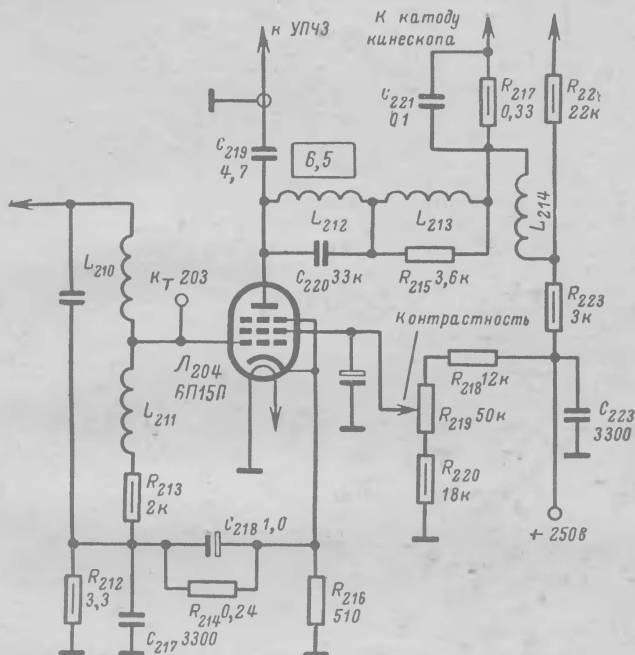 к УПЧЗ
К катоду
кинескопа
C221
0,1
R217
0,33
R22
22к
C219
4,7
6,5
L212
L213
L214
L210
Кт 203
C220 33к
R215 3,6к
R223
3к
Контрастность
Л204
6П15П
R218 12к
L211
R219 50к
C223
3300
R213
2к
R220
18к
C218 1,0
+ 250в
R212
3,3
R214 0,24
R216
510
C217 3300